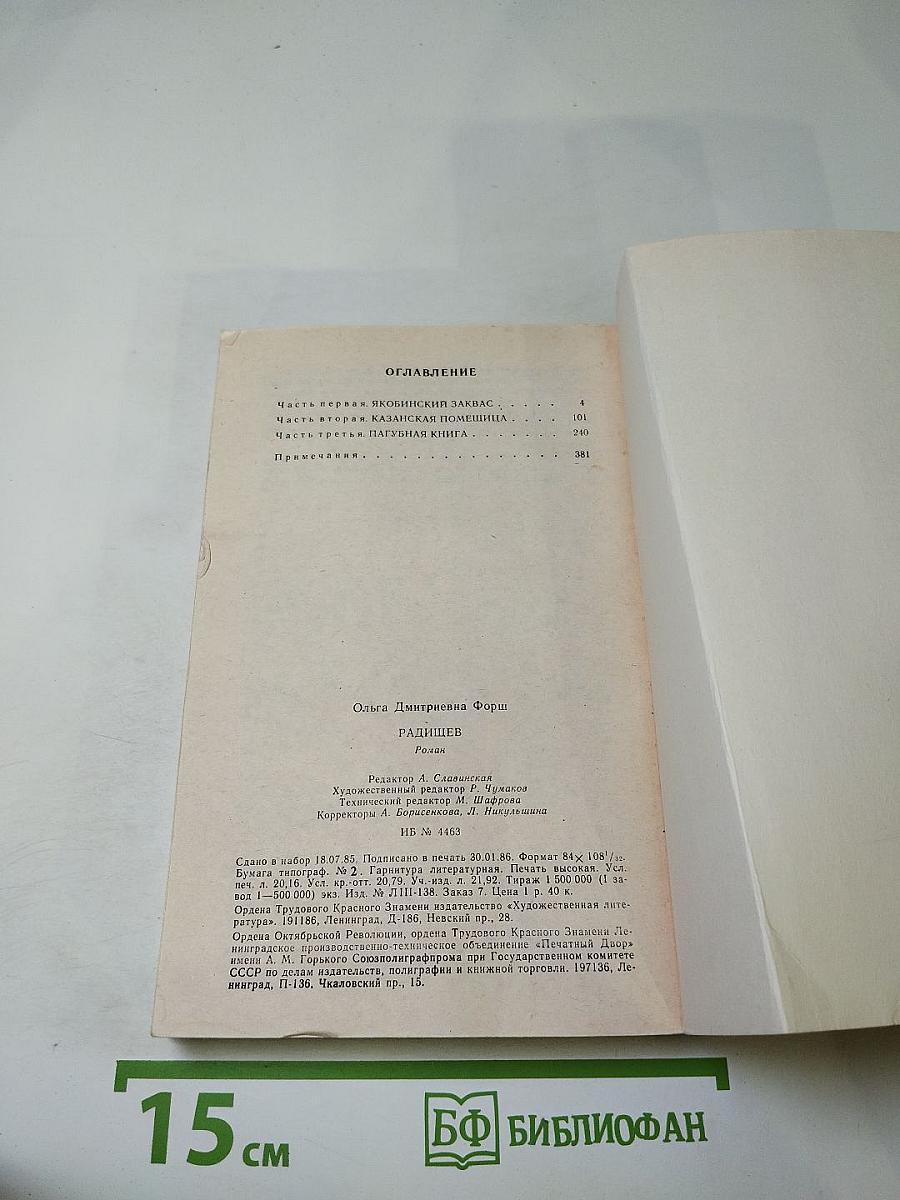 ОГЛАВЛЕНИЕ
Часть первая. ЯКОБИНСКИЙ ЗАКВАС . . . . . 4
Часть вторая. КАЗАНСКАЯ ПОМЕЩИЦА . . . . 101
Часть третья. ПАГУБНАЯ КНИГА . . . . . . . 240
Примечания . . . . . . . . . . . . . . . 381
Ольга Дмитриевна Форш
РАДИЩЕВ
Роман
Редактор А. Славинская
Художественный редактор Р. Чумаков
Технический редактор М. Шафрова
Корректоры А. Борисенкова, Л. Никульшина
ИБ № 4463
Сдано в набор 18.07.85. Подписано в печать 30.01.86. Формат 84×108¹/₃₂.
Бумага типограф. №2. Гарнитура литературная. Печать высокая. Усл.
печ. л. 20,16. Усл. кр.-отт. 20,79. Уч.-изд. л. 21,92. Тираж 1 500 000 (1 за-
вод 1—500 000) экз. Изд. № ЛIII-138. Заказ 7. Цена 1 р. 40 к.
Ордена Трудового Красного Знамени издательство «Художественная лите-
ратура». 191186, Ленинград, Д-186, Невский пр., 28.
Ордена Октябрьской Революции, ордена Трудового Красного Знамени Ле-
нинградское производственно-техническое объединение «Печатный Двор»
имени А. М. Горького Союзполиграфпрома при Государственном комитете
СССР по делам издательств, полиграфии и книжной торговли. 197136, Ле-
нинград, П-136, Чкаловский пр., 15.
15 см
БФ БИБЛИОФАН